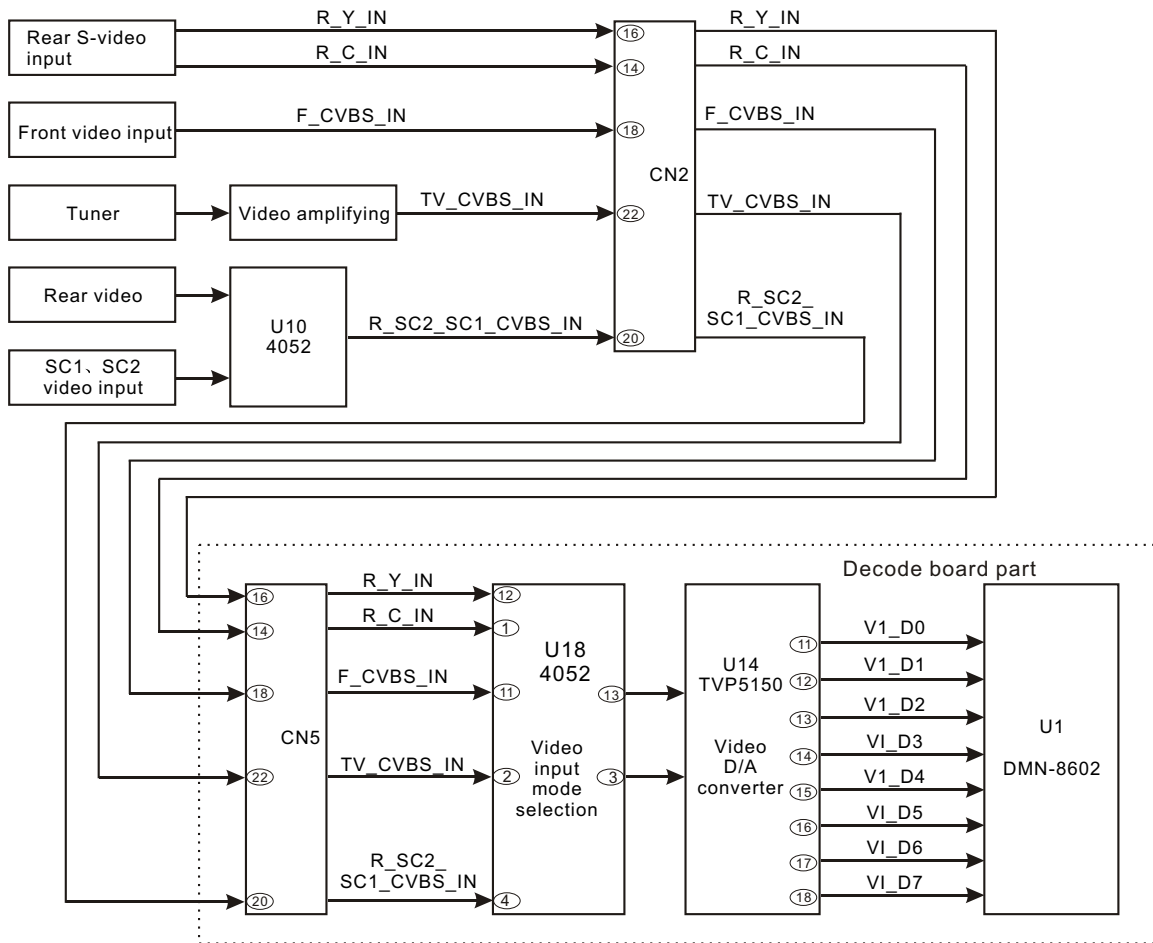 Rear S-video
input
R_Y_IN
R_C_IN
16
14
R_Y_IN
R_C_IN
Front video input
F_CVBS_IN
18
F_CVBS_IN
CN2
Tuner
Video amplifying
TV_CVBS_IN
22
TV_CVBS_IN
Rear video
SC1、SC2
video input
U10
4052
R_SC2_SC1_CVBS_IN
20
R_SC2_
SC1_CVBS_IN
Decode board part
16
14
18
CN5
22
20
R_Y_IN
R_C_IN
F_CVBS_IN
TV_CVBS_IN
R_SC2_
SC1_CVBS_IN
12
1
11
2
4
U18
4052
Video
input
mode
selection
13
3
U14
TVP5150
Video
D/A
converter
11
12
13
14
15
16
17
18
V1_D0
V1_D1
V1_D2
VI_D3
V1_D4
VI_D5
VI_D6
VI_D7
U1
DMN-8602